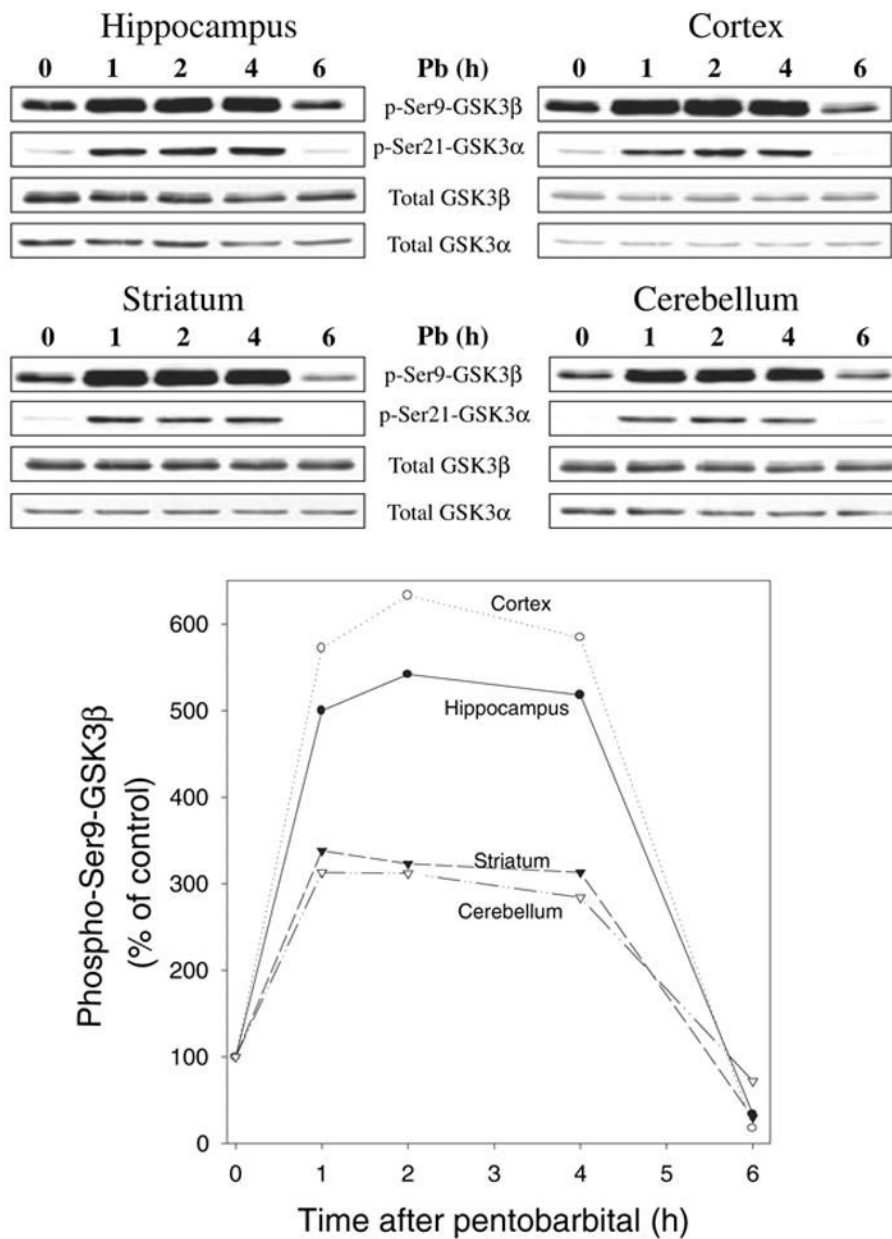 Hippocampus Cortex
0 1 2 4 6 Pb (h) 0 1 2 4 6
p-Ser9-GSK3β
p-Ser21-GSK3α
Total GSK3β
Total GSK3α
Striatum Cerebellum
0 1 2 4 6 Pb (h) 0 1 2 4 6
p-Ser9-GSK3β
p-Ser21-GSK3α
Total GSK3β
Total GSK3α
Phospho-Ser9-GSK3β
(% of control)
600
500
400
300
200
100
0
Cortex
Hippocampus
Striatum
Cerebellum
0 1 2 3 4 5 6
Time after pentobarbital (h)